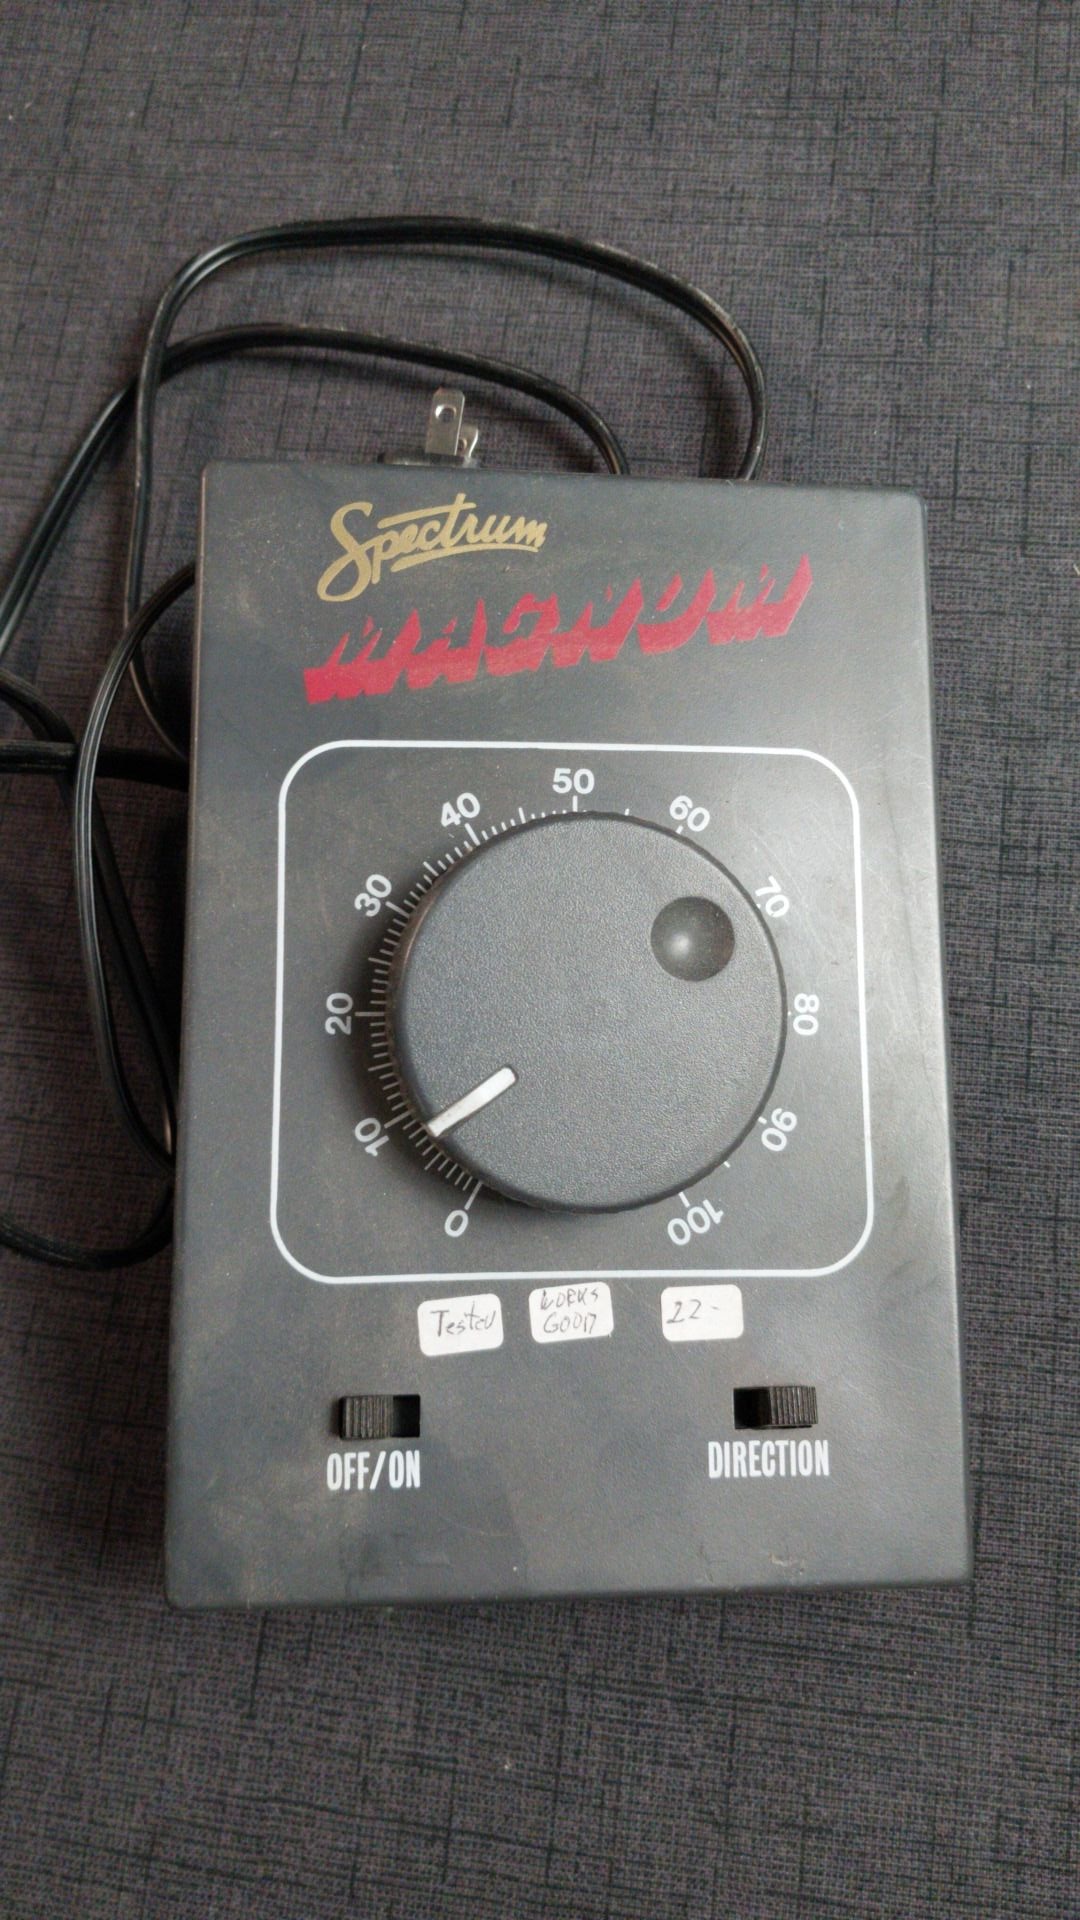 Spectrum
MAGNUM
50
40
60
30
70
20
80
10
90
0
100
Tested
WORKS
GOOD
22-
OFF/ON
DIRECTION